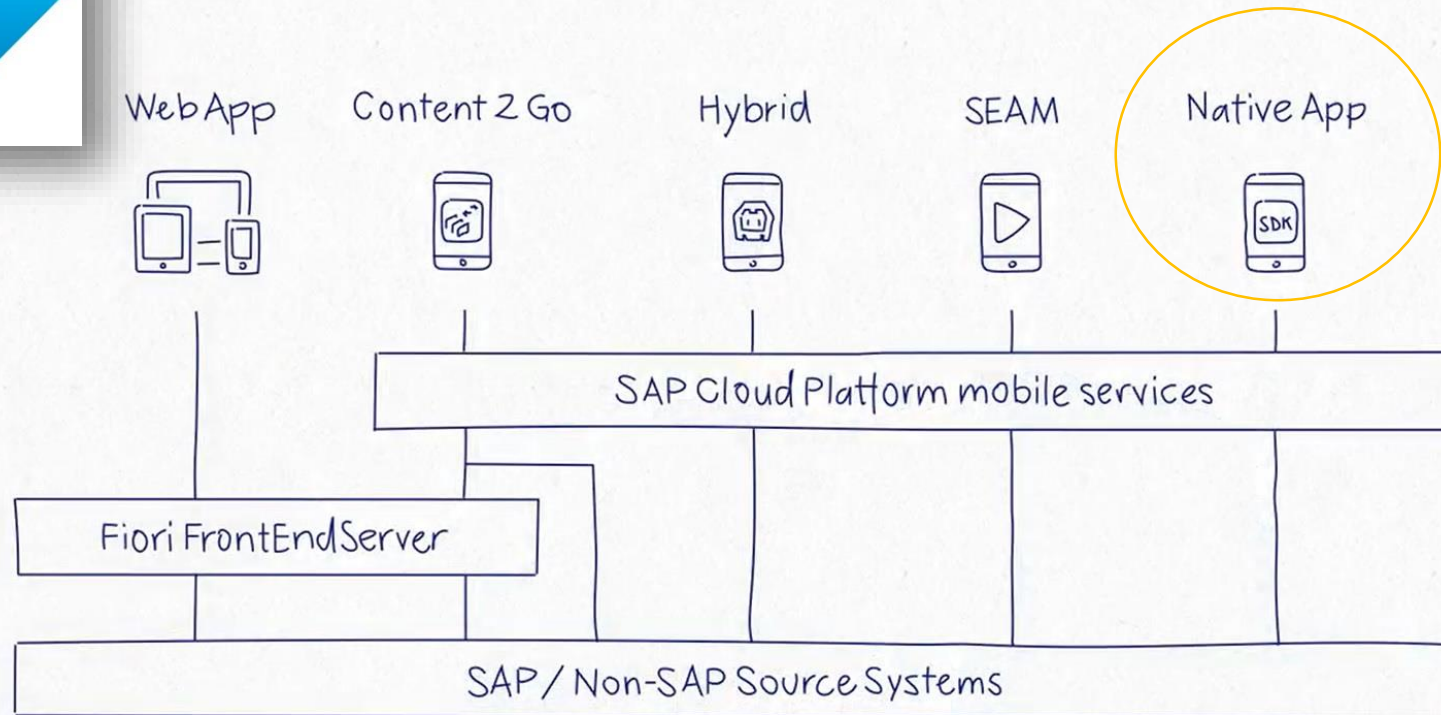 WebApp
Content 2 Go
Hybrid
SEAM
Native App
SDK
SAP Cloud Platform mobile services
Fiori FrontEndServer
SAP / Non-SAP Source Systems